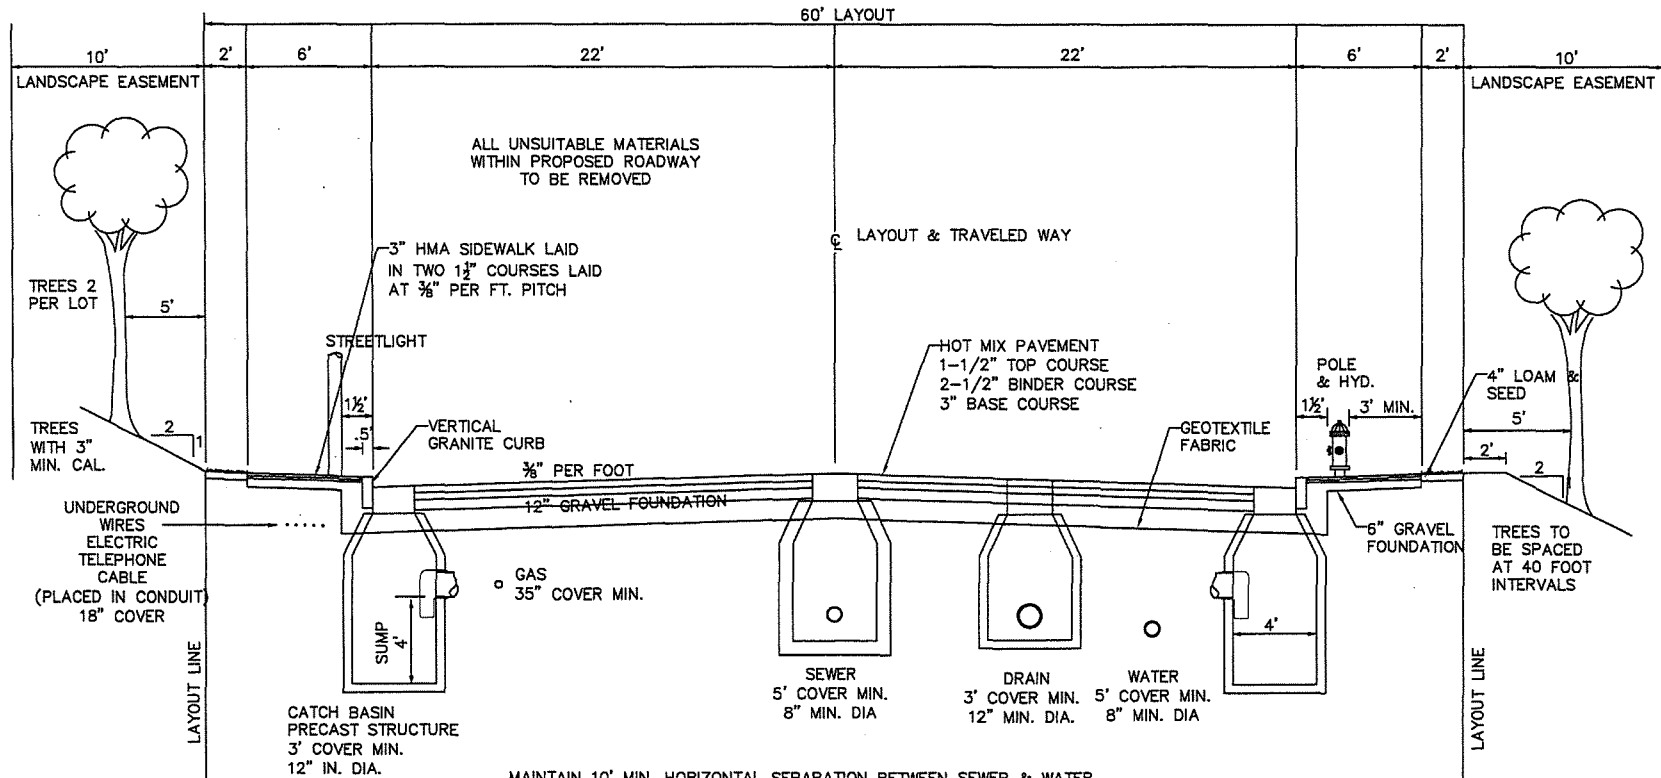 60' LAYOUT
10'
2'
6'
22'
22'
6'
2'
10'
LANDSCAPE EASEMENT
LANDSCAPE EASEMENT
ALL UNSUITABLE MATERIALS
WITHIN PROPOSED ROADWAY
TO BE REMOVED
℄ LAYOUT & TRAVELED WAY
3" HMA SIDEWALK LAID
IN TWO 1½" COURSES LAID
AT ⅜" PER FT. PITCH
TREES 2
PER LOT
5'
STREETLIGHT
HOT MIX PAVEMENT
1-1/2" TOP COURSE
2-1/2" BINDER COURSE
3" BASE COURSE
POLE
& HYD.
4" LOAM &
SEED
1½'
1½'
3' MIN.
5'
TREES
WITH 3"
MIN. CAL.
2
1
.5'
VERTICAL
GRANITE CURB
GEOTEXTILE
FABRIC
2'
2
1
⅜" PER FOOT
12" GRAVEL FOUNDATION
UNDERGROUND
WIRES
ELECTRIC
TELEPHONE
CABLE
(PLACED IN CONDUIT)
18" COVER
6" GRAVEL
FOUNDATION
TREES TO
BE SPACED
AT 40 FOOT
INTERVALS
GAS
35" COVER MIN.
SUMP
4'
4'
LAYOUT LINE
LAYOUT LINE
SEWER
5' COVER MIN.
8" MIN. DIA
DRAIN
3' COVER MIN.
12" MIN. DIA.
WATER
5' COVER MIN.
8" MIN. DIA
CATCH BASIN
PRECAST STRUCTURE
3' COVER MIN.
12" IN. DIA.
MAINTAIN 10' MIN. HORIZONTAL SEPARATION BETWEEN SEWER & WATER